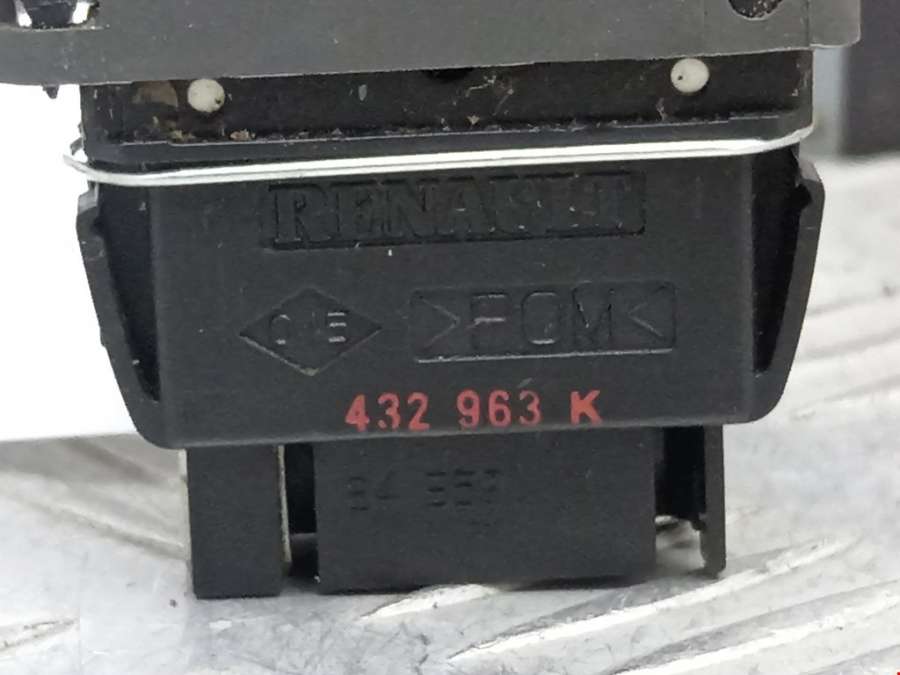 RENAULT
>POM<
432 963 K